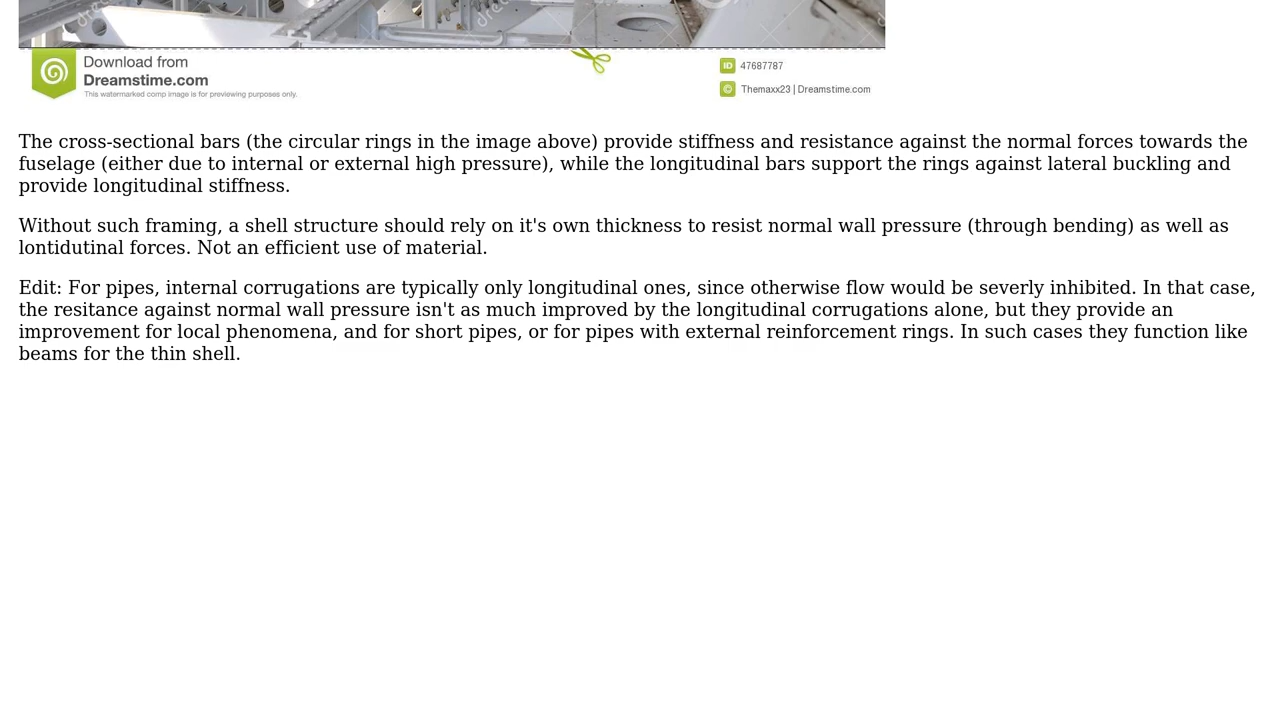 Download from
Dreamstime.com
This watermarked comp image is for previewing purposes only.
ID 47687787
© Themaxx23 | Dreamstime.com
The cross-sectional bars (the circular rings in the image above) provide stiffness and resistance against the normal forces towards the
fuselage (either due to internal or external high pressure), while the longitudinal bars support the rings against lateral buckling and
provide longitudinal stiffness.
Without such framing, a shell structure should rely on it's own thickness to resist normal wall pressure (through bending) as well as
lontidutinal forces. Not an efficient use of material.
Edit: For pipes, internal corrugations are typically only longitudinal ones, since otherwise flow would be severly inhibited. In that case,
the resitance against normal wall pressure isn't as much improved by the longitudinal corrugations alone, but they provide an
improvement for local phenomena, and for short pipes, or for pipes with external reinforcement rings. In such cases they function like
beams for the thin shell.